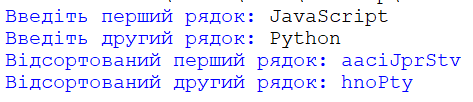 Введіть перший рядок: JavaScript
Введіть другий рядок: Python
Відсортований перший рядок: aaciJprStv
Відсортований другий рядок: hnoPty